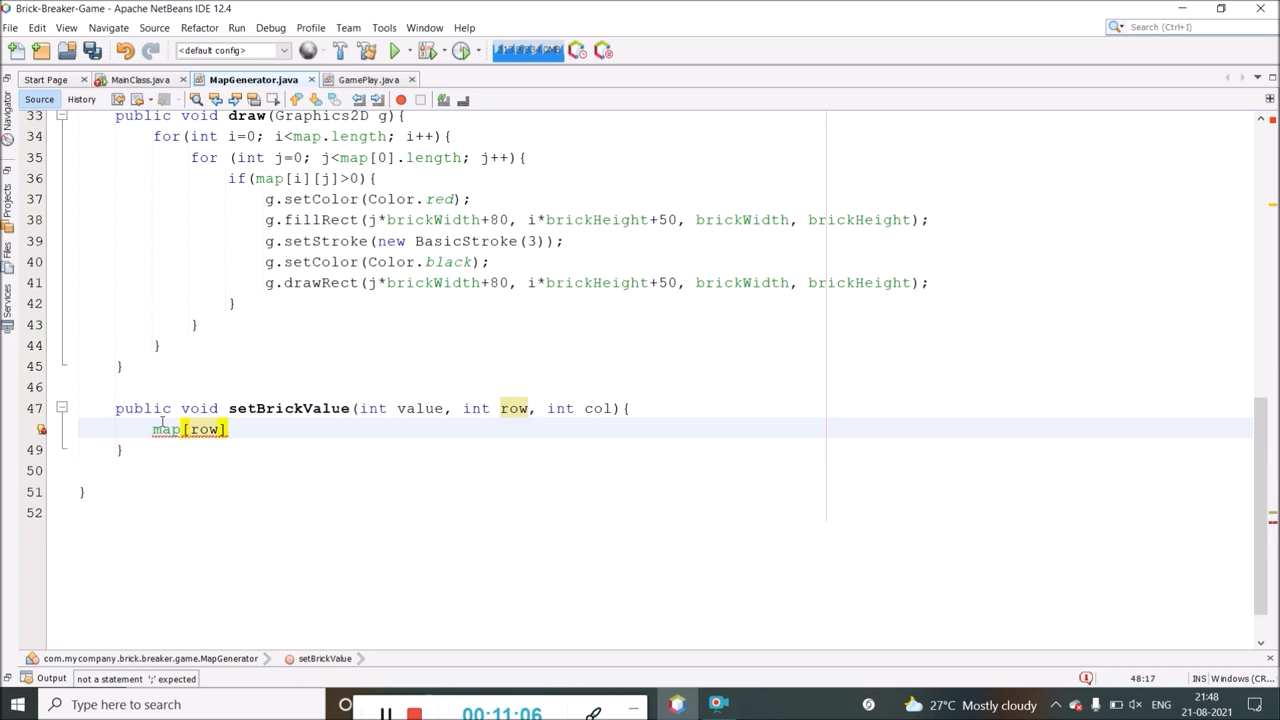 Brick-Breaker-Game - Apache NetBeans IDE 12.4
File Edit View Navigate Source Refactor Run Debug Profile Team Tools Window Help
Search (Ctrl+I)
<default config>
Start Page MainClass.java MapGenerator.java GamePlay.java
Source History
Navigator
Projects
Files
Services
33 public void draw(Graphics2D g){
34 for(int i=0; i<map.length; i++){
35 for (int j=0; j<map[0].length; j++){
36 if(map[i][j]>0){
37 g.setColor(Color.red);
38 g.fillRect(j*brickWidth+80, i*brickHeight+50, brickWidth, brickHeight);
39 g.setStroke(new BasicStroke(3));
40 g.setColor(Color.black);
41 g.drawRect(j*brickWidth+80, i*brickHeight+50, brickWidth, brickHeight);
42 }
43 }
44 }
45 }
46
47 public void setBrickValue(int value, int row, int col){
map[row]
49 }
50
51 }
52
com.mycompany.brick.breaker.game.MapGenerator setBrickValue
Output not a statement ';' expected 48:17 INS Windows (CR...
Type here to search 00:11:06 27°C Mostly cloudy ENG 21:48
21-08-2021